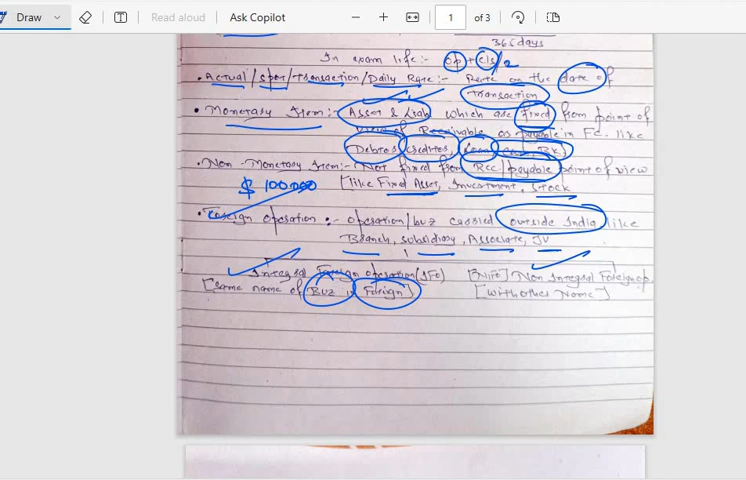 Draw
Read aloud
Ask Copilot
1 of 3
365 days
In exam life:- Op + Cls/2
• Actual/spot/Transaction/Daily Rate:- Rate on the date of
transaction
• Monetary Item:- Asset & Liab which are fixed from point of
view of Receivable or payable in FC. like
Debtors, Creditors, Loan, Cash, Bk
• Non-Monetary Item:- Not fixed from Rec/payable point of view
[like Fixed Asset, Investment, Stock
$ 100000
• Foreign operation:- operation/buz carried outside India like
Branch, subsidiary, Associate, JV
Integral Foreign operation (IFO) [NIFO] Non Integral Foreign op.
[Same name of Buz in Foreign] [With other Name]